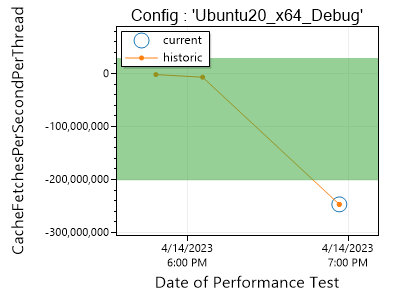 Config : 'Ubuntu20_x64_Debug'
current
historic
CacheFetchesPerSecondPerThread
0
-100,000,000
-200,000,000
-300,000,000
4/14/2023
6:00 PM
4/14/2023
7:00 PM
Date of Performance Test